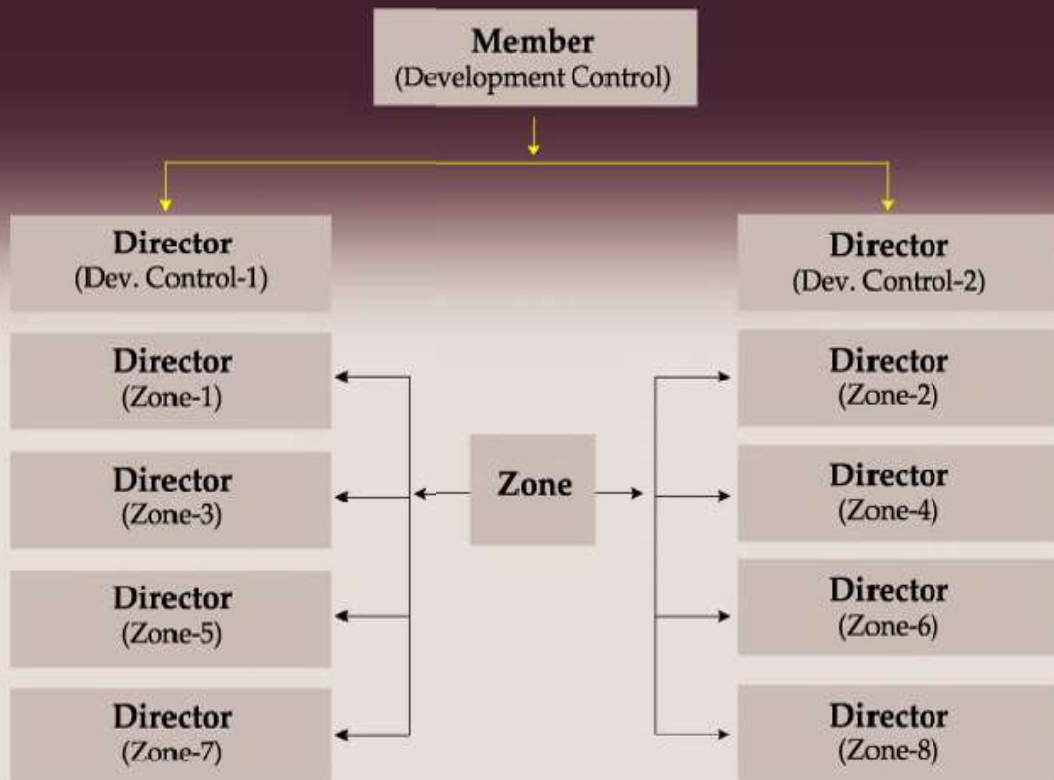 Member
(Development Control)
Director
(Dev. Control-1)
Director
(Dev. Control-2)
Director
(Zone-1)
Director
(Zone-2)
Zone
Director
(Zone-3)
Director
(Zone-4)
Director
(Zone-5)
Director
(Zone-6)
Director
(Zone-7)
Director
(Zone-8)